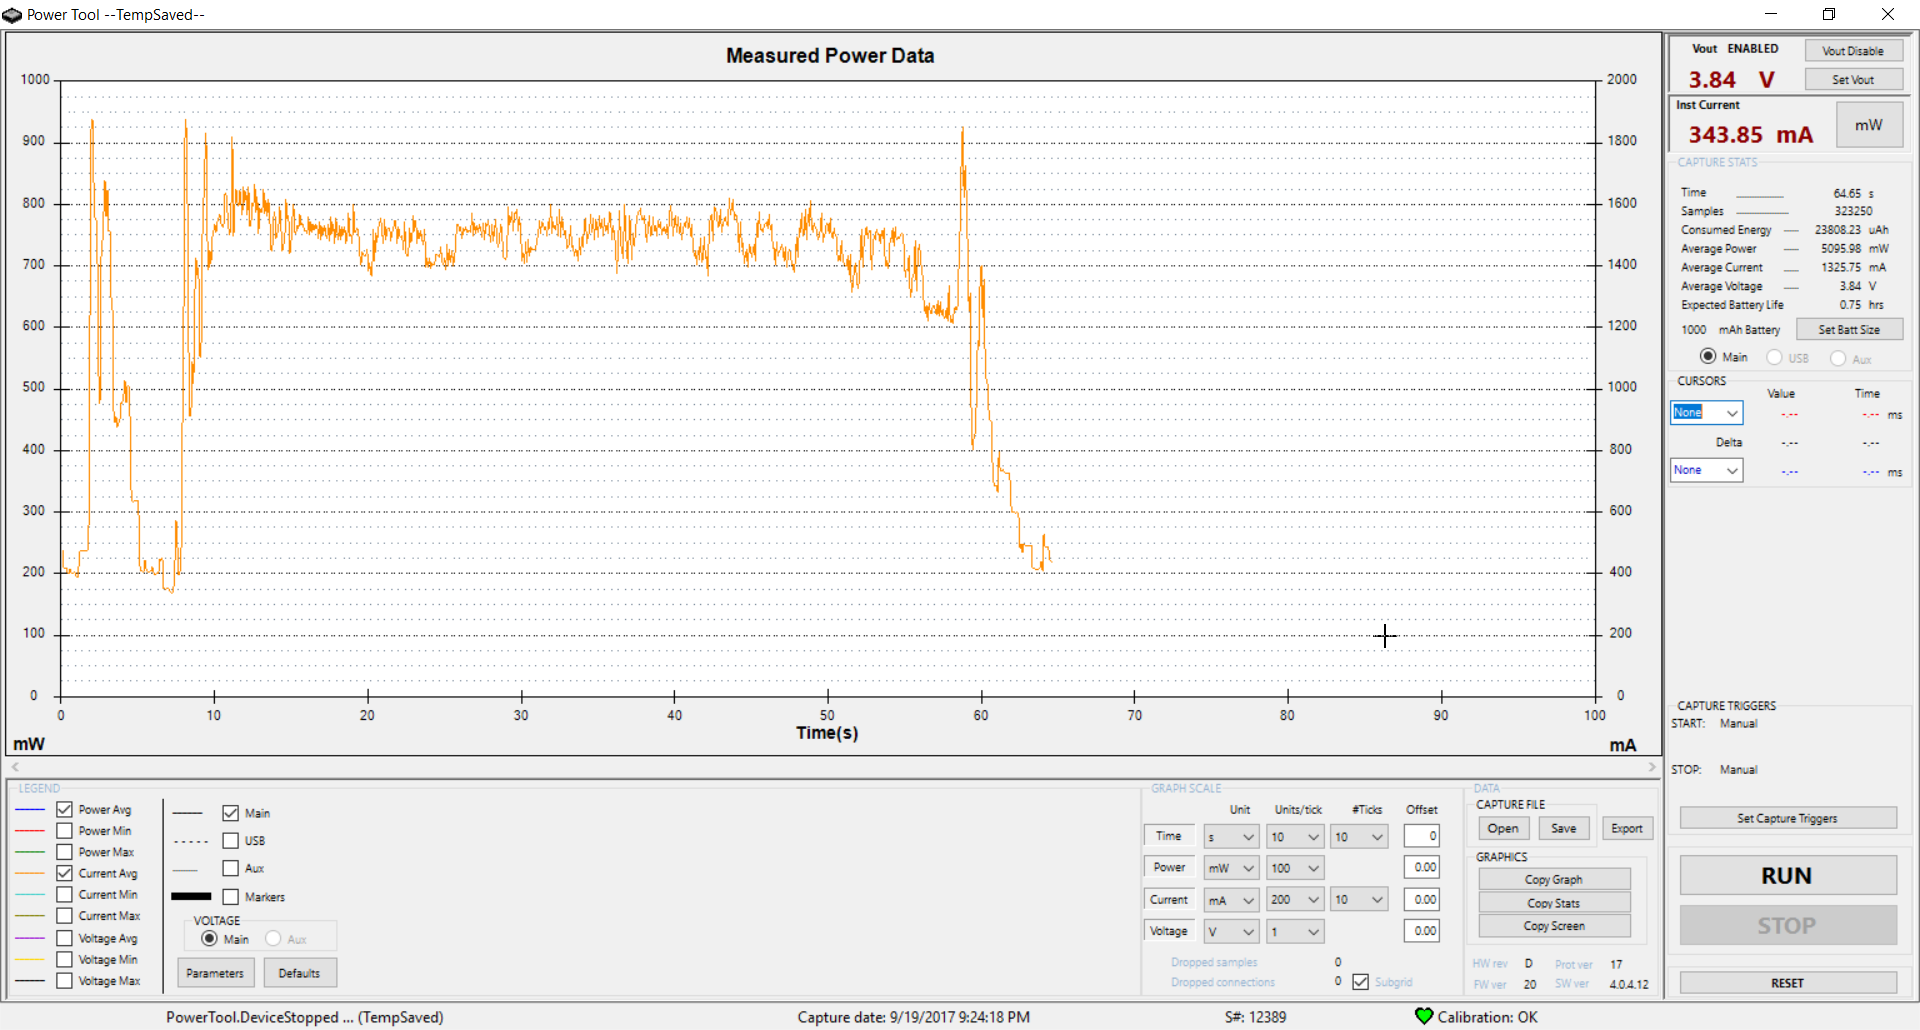 Power Tool --TempSaved--
Measured Power Data
1000
900
800
700
600
500
400
300
200
100
0
2000
1800
1600
1400
1200
1000
800
600
400
200
0
0 10 20 30 40 50 60 70 80 90 100
Time(s)
mW
mA
Vout ENABLED
Vout Disable
3.84 V
Set Vout
Inst Current
343.85 mA
mW
CAPTURE STATS
Time 64.65 s
Samples 323250
Consumed Energy 23808.23 uAh
Average Power 5095.98 mW
Average Current 1325.75 mA
Average Voltage 3.84 V
Expected Battery Life 0.75 hrs
1000 mAh Battery Set Batt Size
Main USB Aux
CURSORS
Value Time
None -.-- -.-- ms
Delta -.-- -.--
None -.-- -.-- ms
CAPTURE TRIGGERS
START: Manual
STOP: Manual
Set Capture Triggers
RUN
STOP
RESET
LEGEND
Power Avg
Power Min
Power Max
Current Avg
Current Min
Current Max
Voltage Avg
Voltage Min
Voltage Max
Main
USB
Aux
Markers
VOLTAGE
Main Aux
Parameters Defaults
GRAPH SCALE
Unit Units/tick #Ticks Offset
Time s 10 10 0
Power mW 100 0.00
Current mA 200 10 0.00
Voltage V 1 0.00
Dropped samples 0
Dropped connections 0 Subgrid
DATA
CAPTURE FILE
Open Save Export
GRAPHICS
Copy Graph
Copy Stats
Copy Screen
HW rev D Prot ver 17
FW ver 20 SW ver 4.0.4.12
PowerTool.DeviceStopped ... (TempSaved) Capture date: 9/19/2017 9:24:18 PM S#: 12389 Calibration: OK